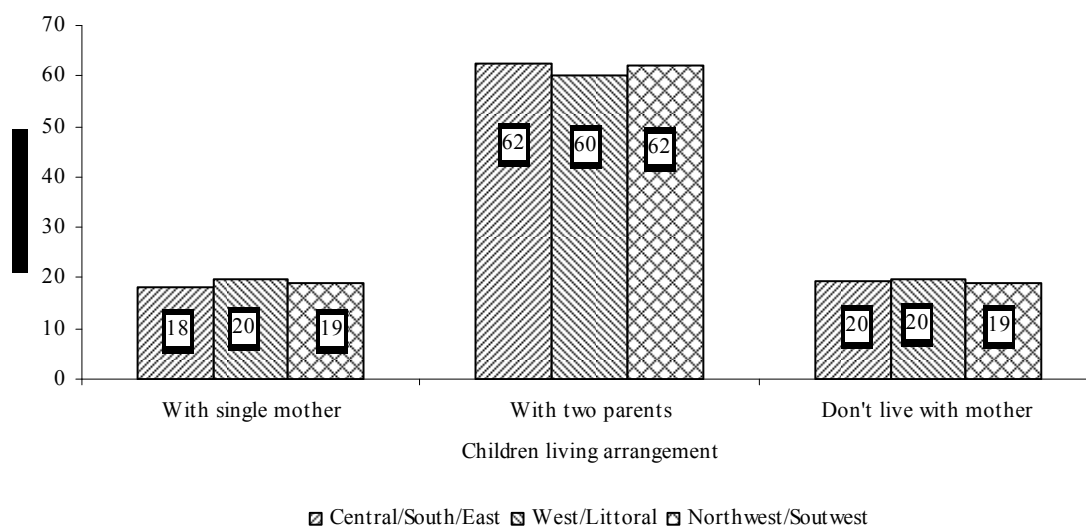 70
60
50
40
30
20
10
0
62
60
62
18
20
19
20
20
19
With single mother
With two parents
Don't live with mother
Children living arrangement
Central/South/East
West/Littoral
Northwest/Soutwest